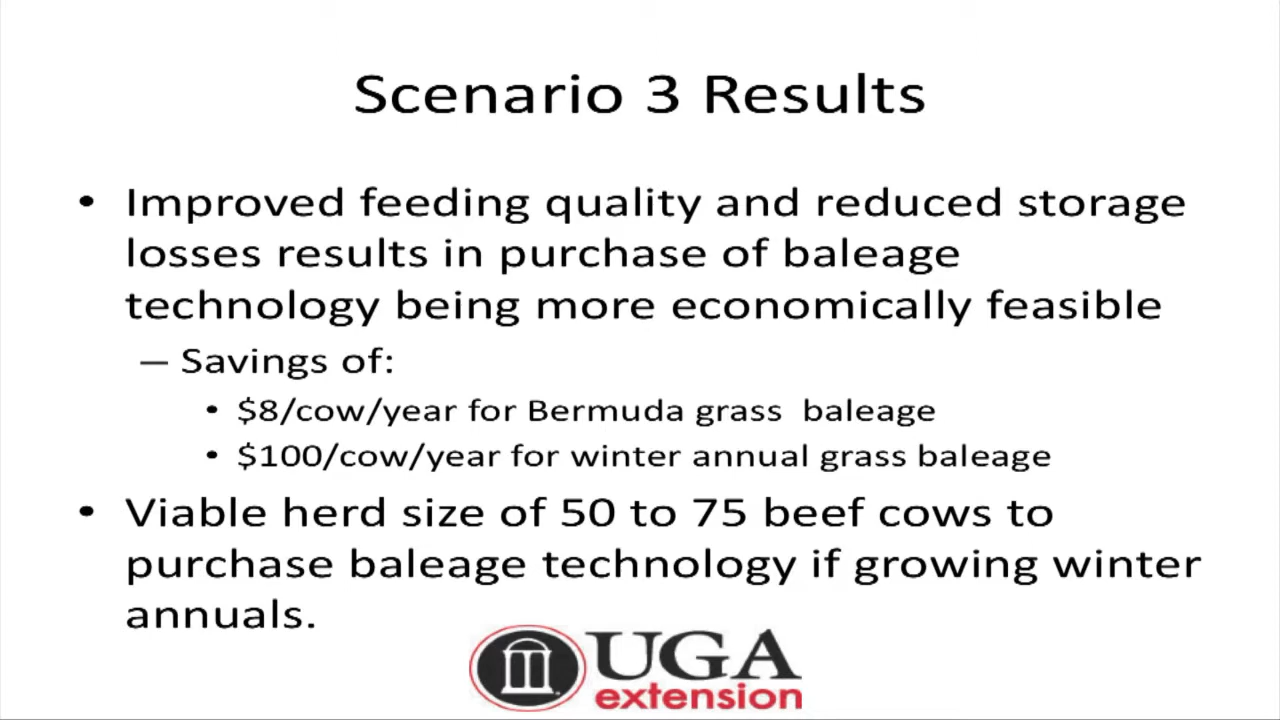 Scenario 3 Results
• Improved feeding quality and reduced storage
losses results in purchase of baleage
technology being more economically feasible
– Savings of:
• $8/cow/year for Bermuda grass  baleage
• $100/cow/year for winter annual grass baleage
• Viable herd size of 50 to 75 beef cows to
purchase baleage technology if growing winter
annuals.
UGA
extension